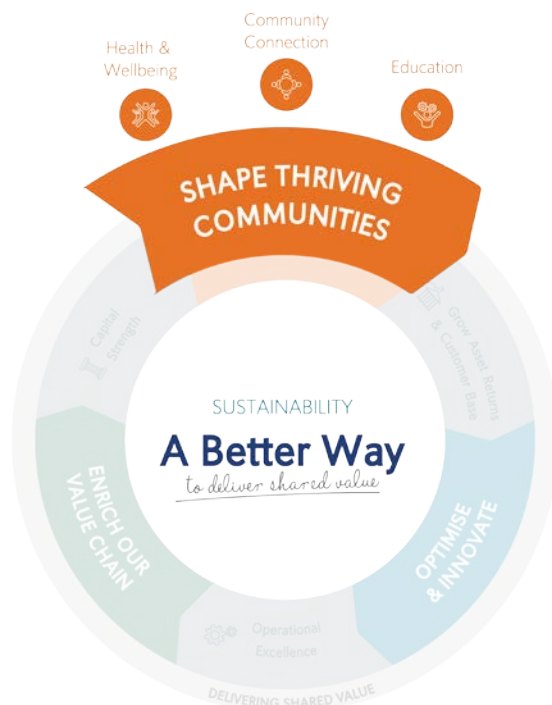 Community
Connection
Health &
Wellbeing
Education
SHAPE THRIVING
COMMUNITIES
Capital
Strength
Grow Asset Returns
& Customer Base
SUSTAINABILITY
A Better Way
to deliver shared value
ENRICH OUR
VALUE CHAIN
OPTIMISE
& INNOVATE
Operational
Excellence
DELIVERING SHARED VALUE